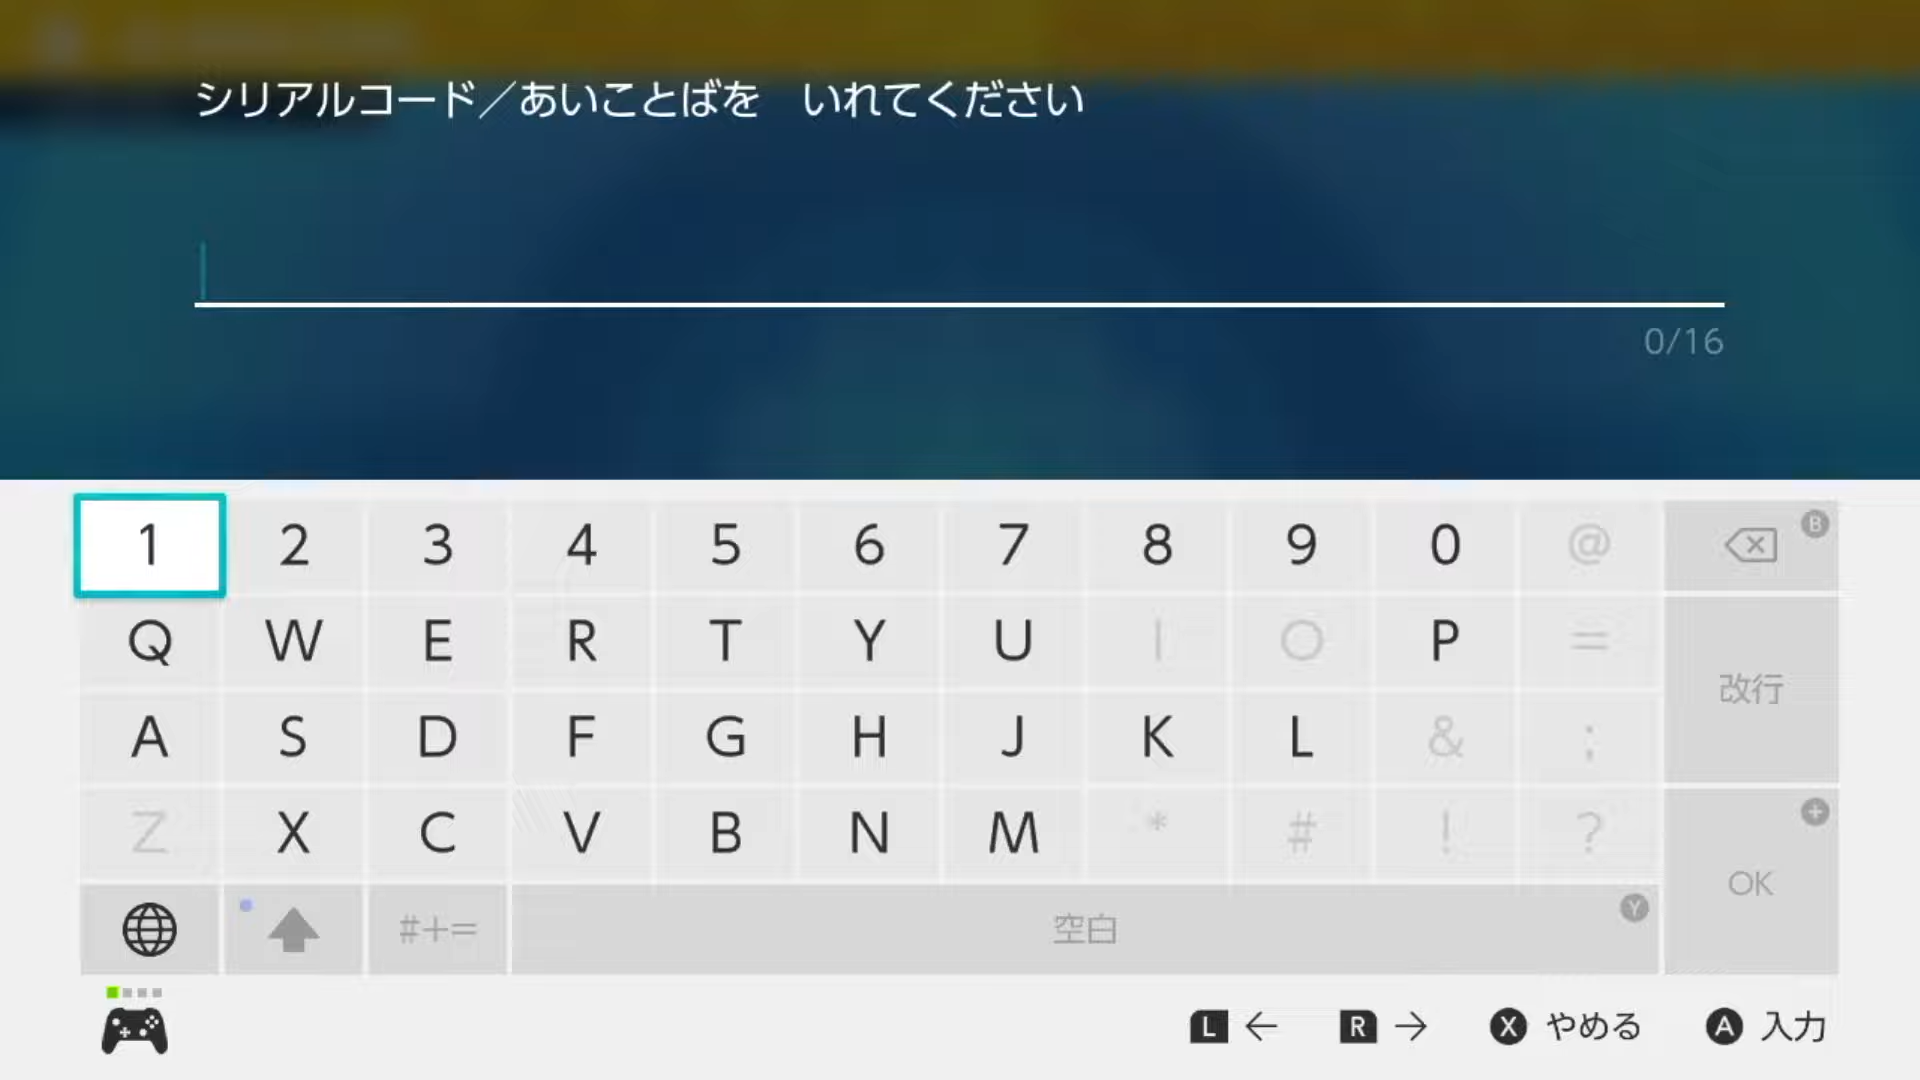 シリアルコード／あいことばを　いれてください
0/16
1 2 3 4 5 6 7 8 9 0 @ B
Q W E R T Y U I O P =
改行
A S D F G H J K L & ;
Z X C V B N M * # ! ?
OK
#+= 空白 Y
L ← R → X やめる A 入力